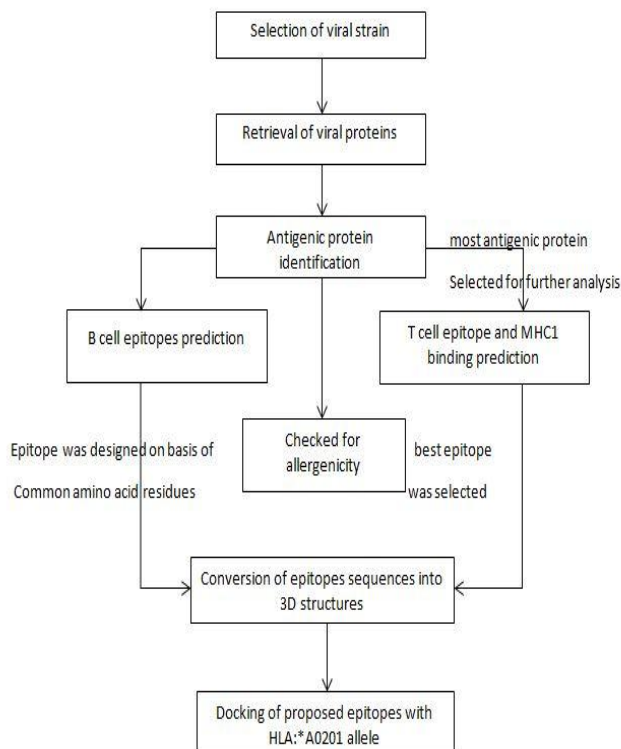 Selection of viral strain
Retrieval of viral proteins
Antigenic protein
identification
most antigenic protein
Selected for further analysis
B cell epitopes prediction
T cell epitope and MHC1
binding prediction
Epitope was designed on basis of
Common amino acid residues
Checked for
allergenicity
best epitope
was selected
Conversion of epitopes sequences into
3D structures
Docking of proposed epitopes with
HLA:*A0201 allele